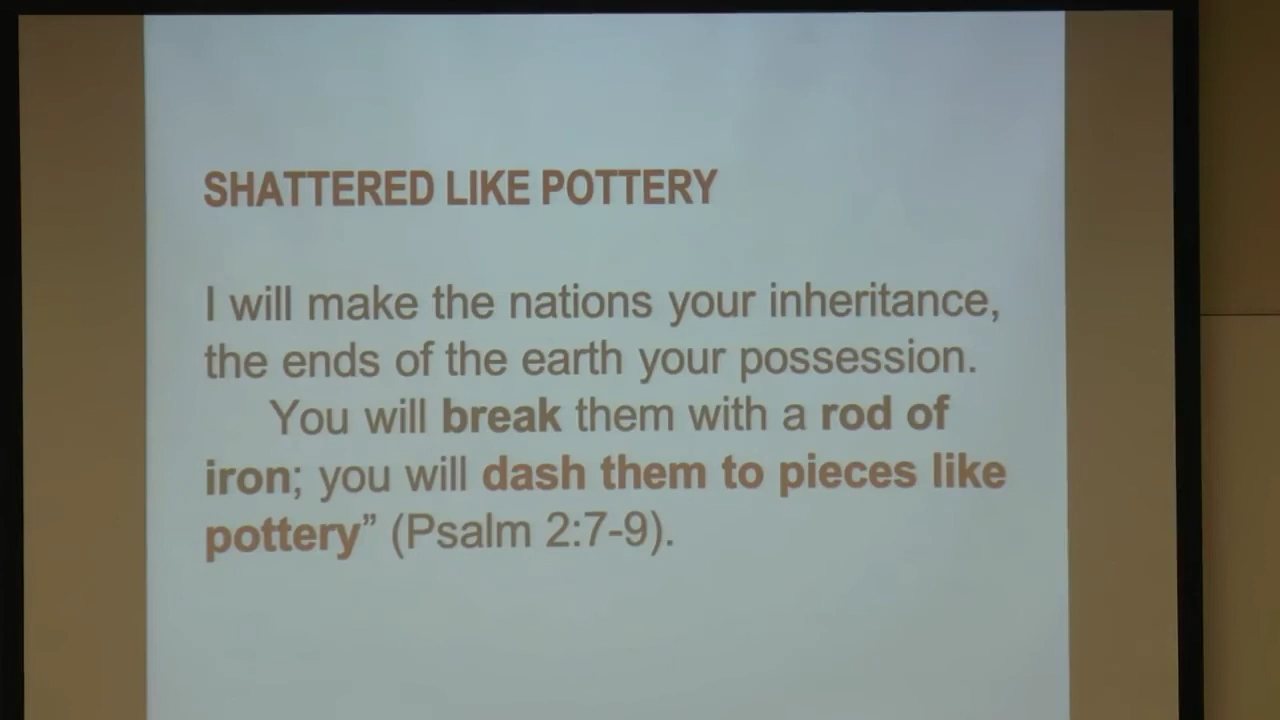 SHATTERED LIKE POTTERY
I will make the nations your inheritance,
the ends of the earth your possession.
You will break them with a rod of
iron; you will dash them to pieces like
pottery” (Psalm 2:7-9).